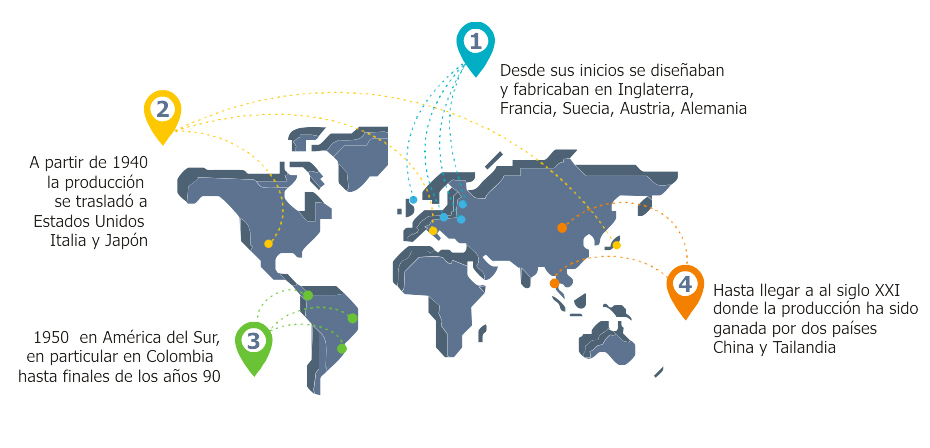 1
Desde sus inicios se diseñaban
y fabricaban en Inglaterra,
Francia, Suecia, Austria, Alemania
2
A partir de 1940
la producción
se trasladó a
Estados Unidos
Italia y Japón
3
1950 en América del Sur,
en particular en Colombia
hasta finales de los años 90
4
Hasta llegar a al siglo XXI
donde la producción ha sido
ganada por dos países
China y Tailandia